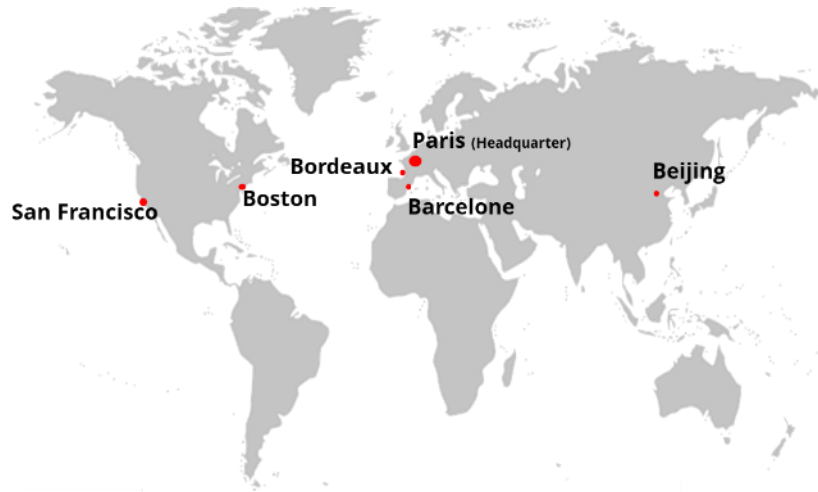 Paris (Headquarter)
Bordeaux
Beijing
Boston
Barcelone
San Francisco